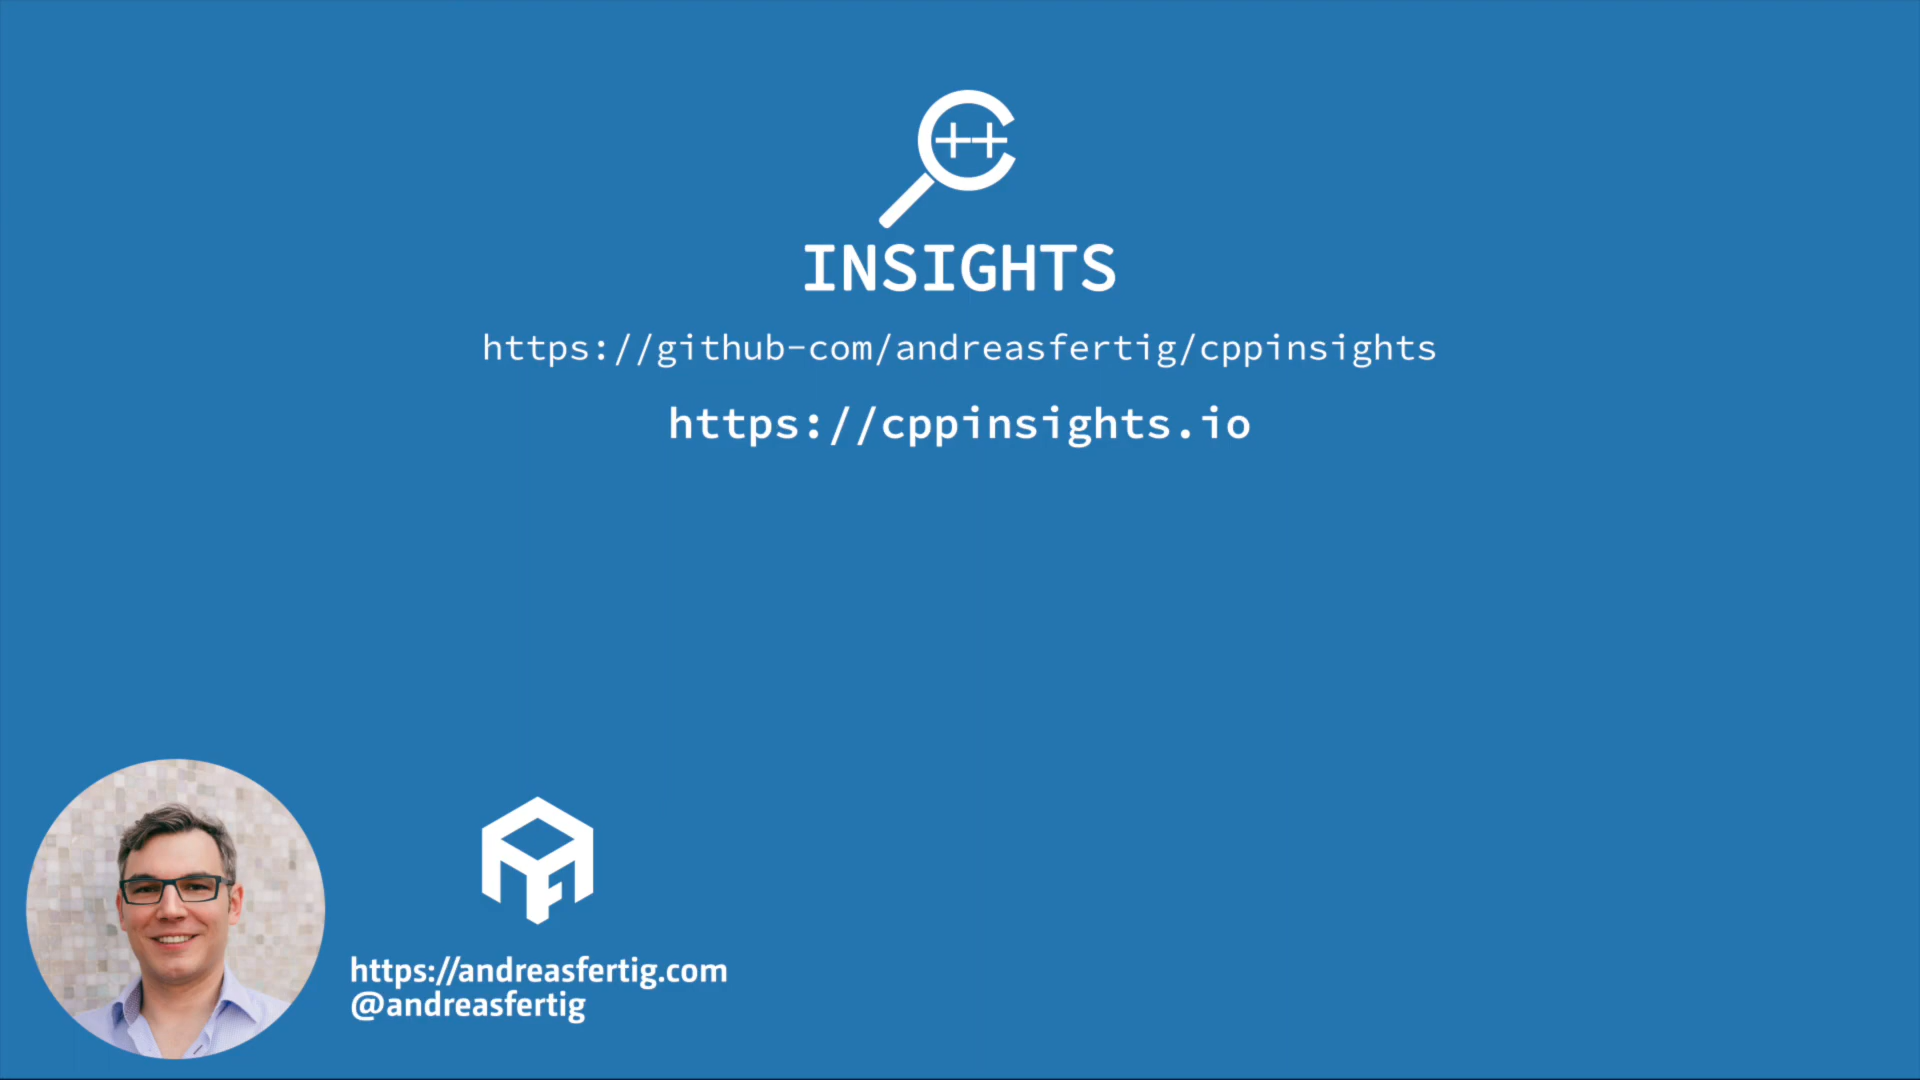 C++
INSIGHTS
https://github-com/andreasfertig/cppinsights
https://cppinsights.io
https://andreasfertig.com
@andreasfertig